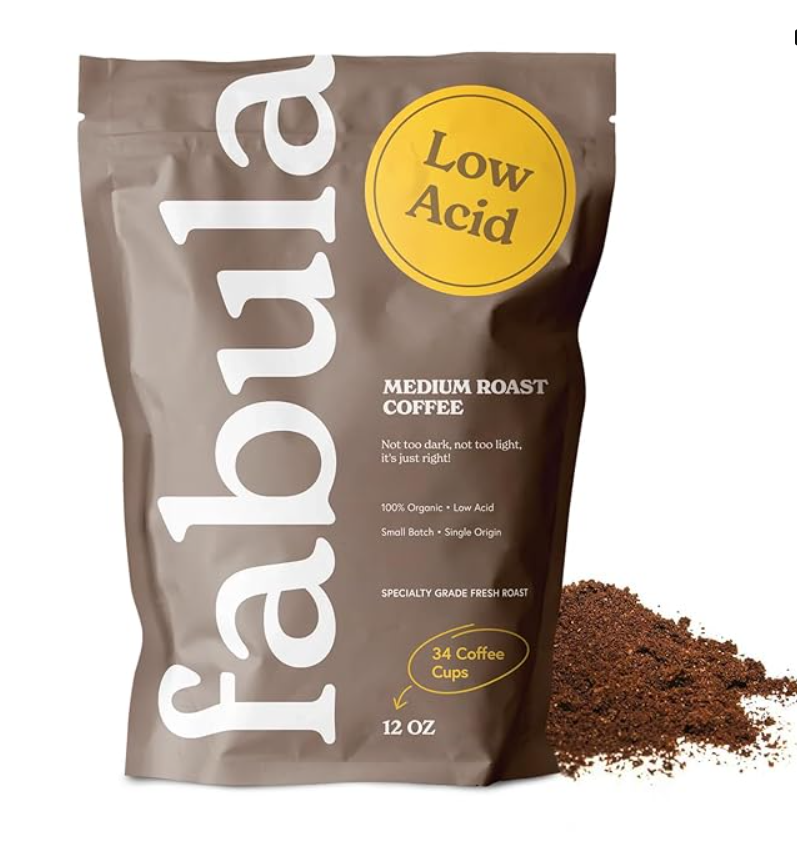 fabula
Low
Acid
MEDIUM ROAST
COFFEE
Not too dark, not too light,
it's just right!
100% Organic • Low Acid
Small Batch • Single Origin
SPECIALTY GRADE FRESH ROAST
34 Coffee
Cups
12 OZ